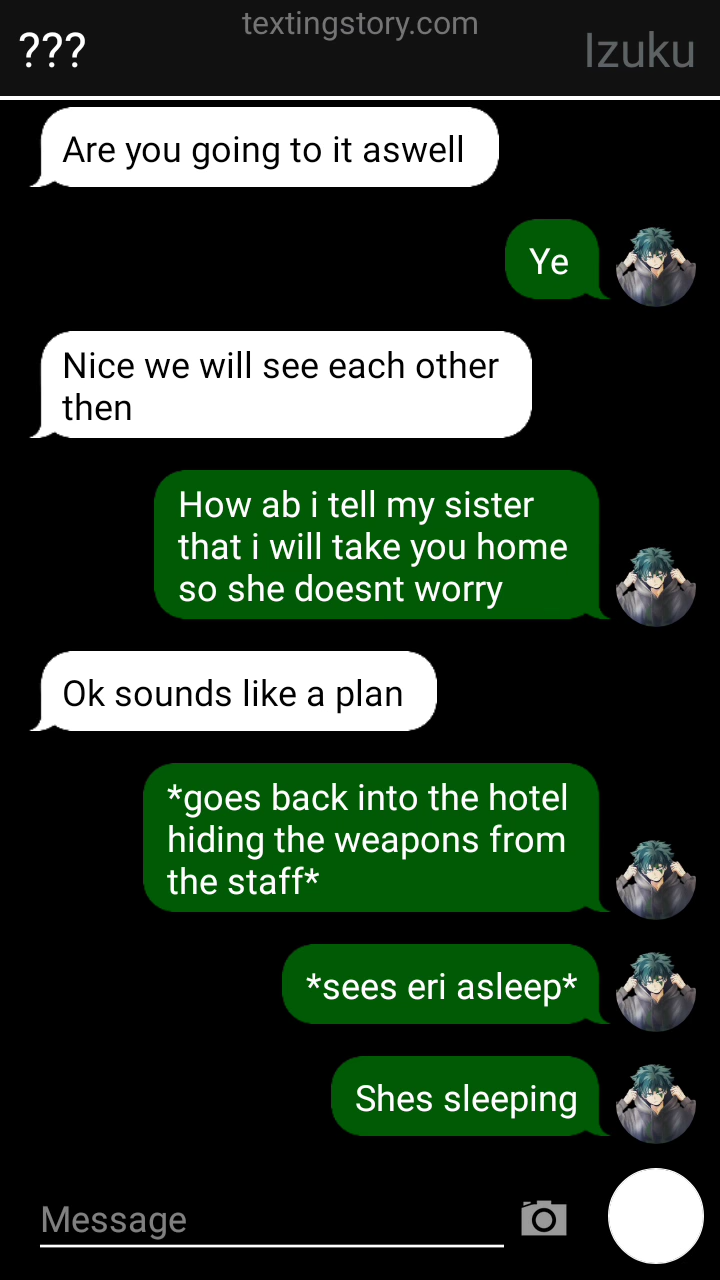 textingstory.com
???
Izuku
Are you going to it aswell
Ye
Nice we will see each other
then
How ab i tell my sister
that i will take you home
so she doesnt worry
Ok sounds like a plan
*goes back into the hotel
hiding the weapons from
the staff*
*sees eri asleep*
Shes sleeping
Message